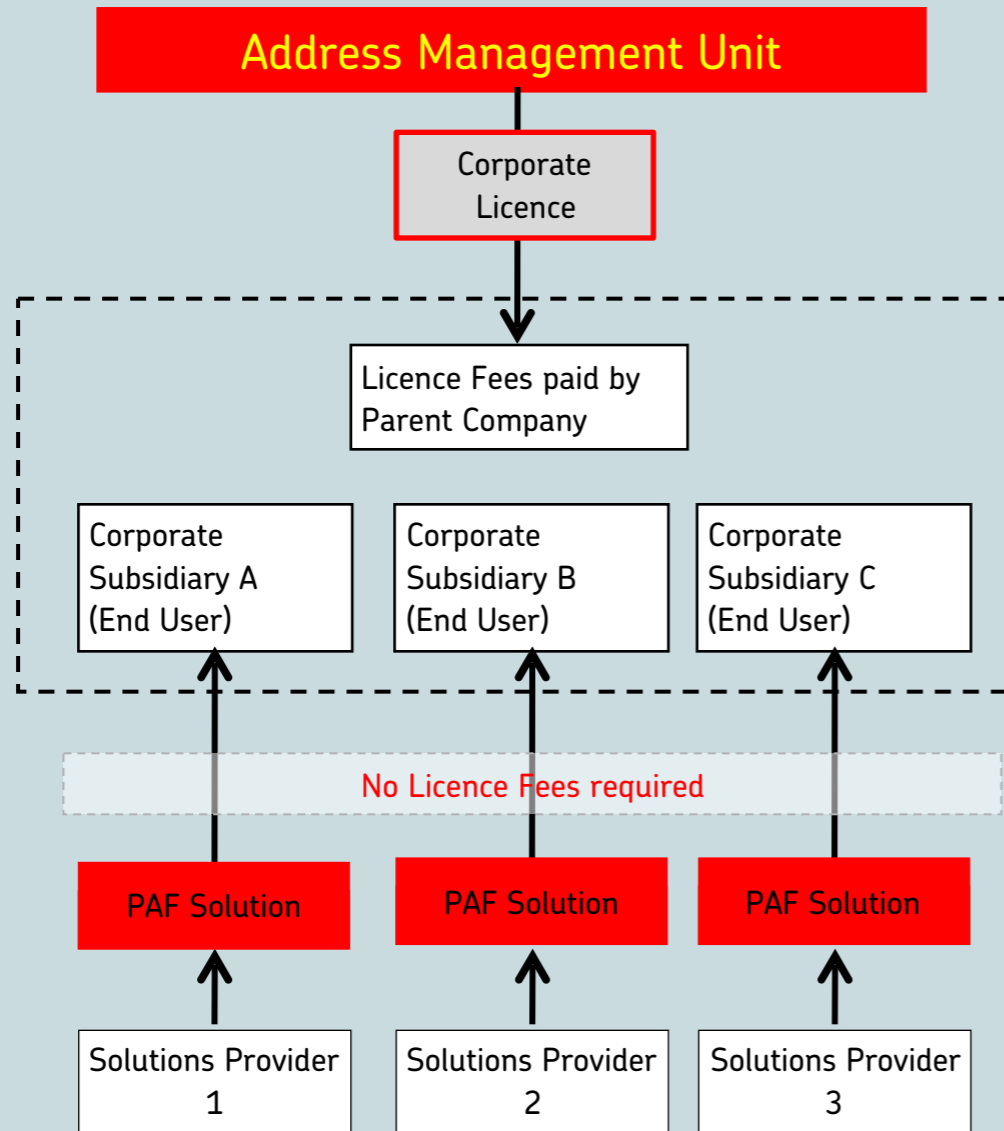 Address Management Unit
Corporate
Licence
Licence Fees paid by
Parent Company
Corporate
Subsidiary A
(End User)
Corporate
Subsidiary B
(End User)
Corporate
Subsidiary C
(End User)
No Licence Fees required
PAF Solution
PAF Solution
PAF Solution
Solutions Provider
1
Solutions Provider
2
Solutions Provider
3